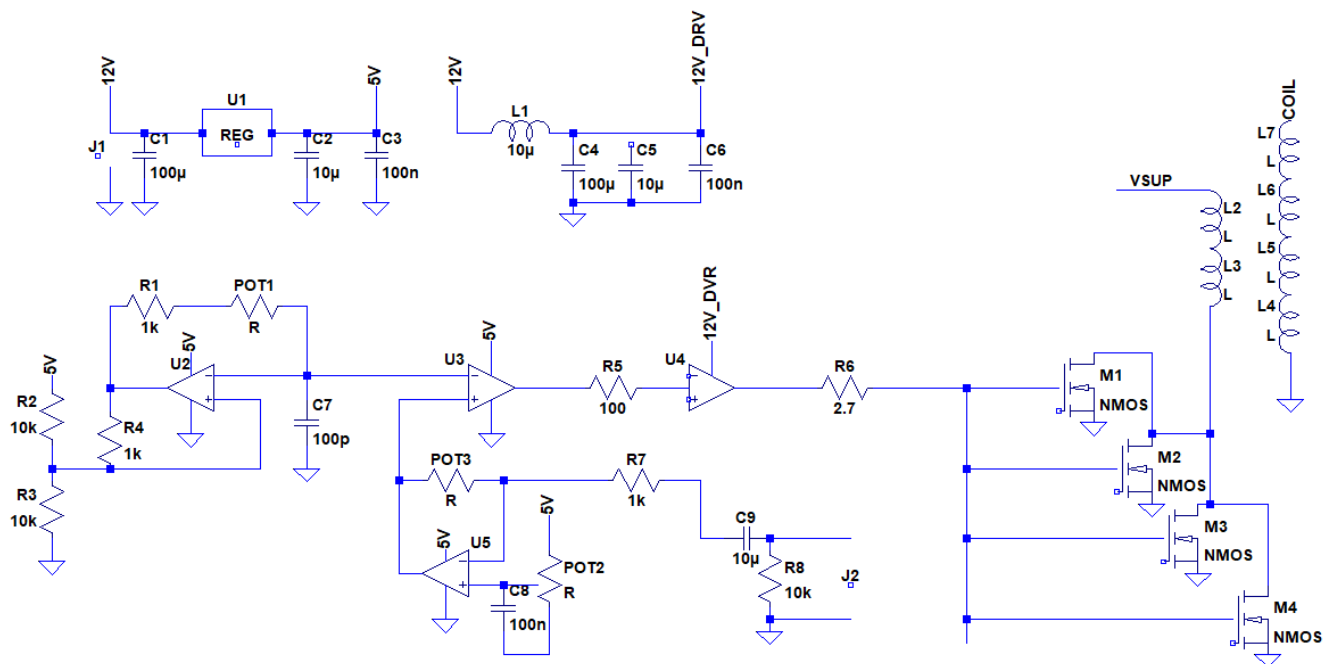 12V
U1
REG
5V
J1
C1
100µ
C2
10µ
C3
100n
12V
L1
10µ
12V_DRV
C4
100µ
C5
10µ
C6
100n
COIL
L7
L
L6
L
L5
L
L4
L
VSUP
L2
L
L3
L
R1
1k
POT1
R
5V
U2
5V
R2
10k
R4
1k
R3
10k
C7
100p
U3
5V
R5
100
U4
12V_DVR
R6
2.7
M1
NMOS
M2
NMOS
M3
NMOS
M4
NMOS
POT3
R
R7
1k
5V
U5
C8
100n
5V
POT2
R
C9
10µ
R8
10k
J2